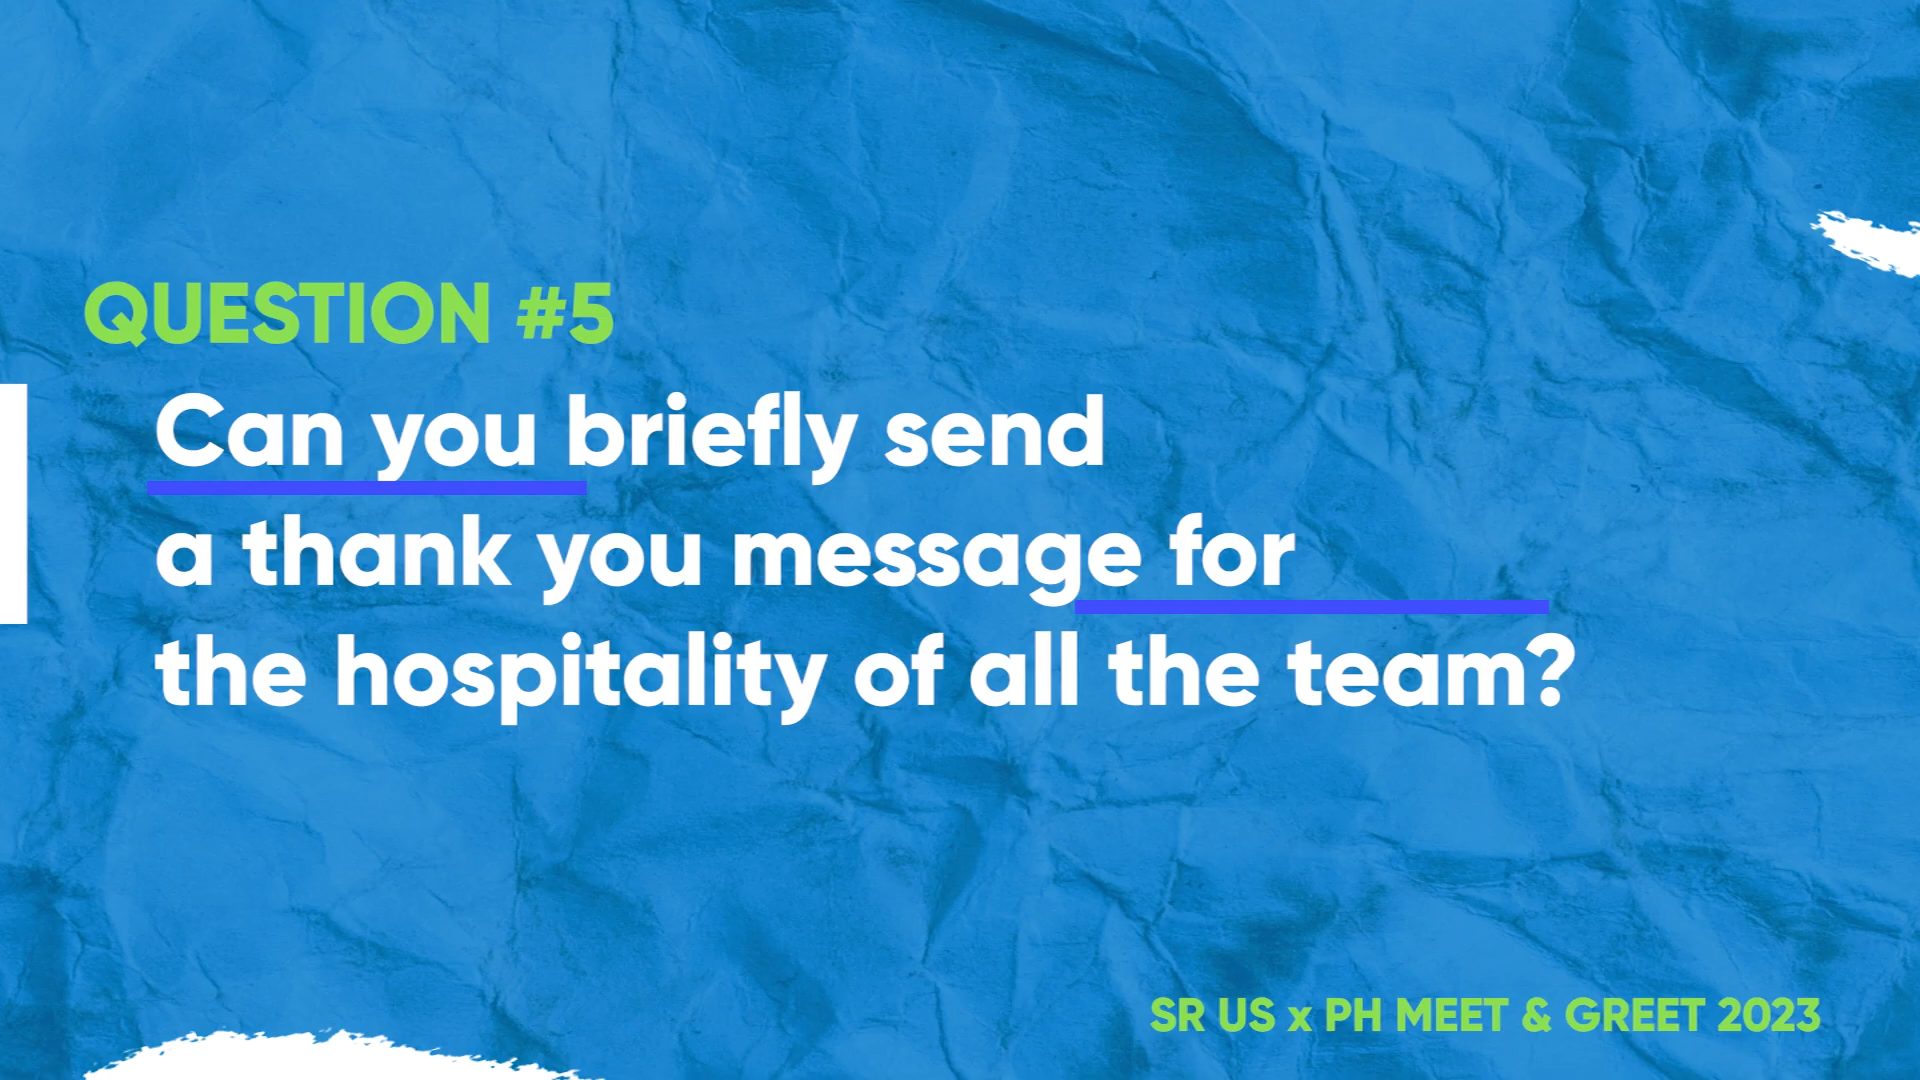 QUESTION #5
Can you briefly send
a thank you message for
the hospitality of all the team?
SR US x PH MEET & GREET 2023